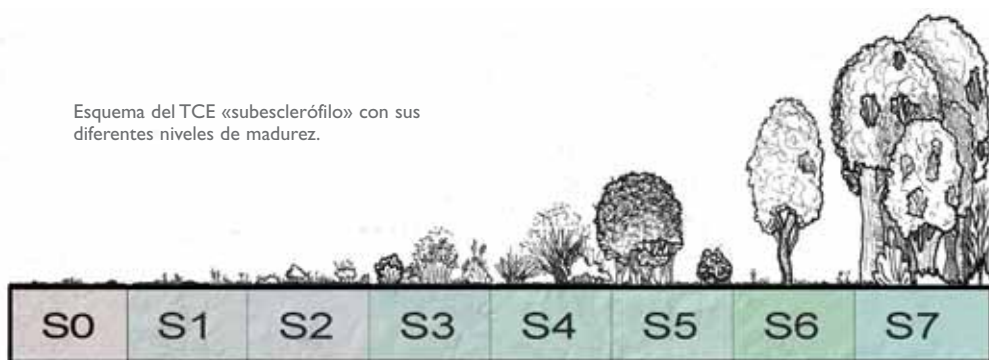 Esquema del TCE «subesclerófilo» con sus
diferentes niveles de madurez.
S0 S1 S2 S3 S4 S5 S6 S7